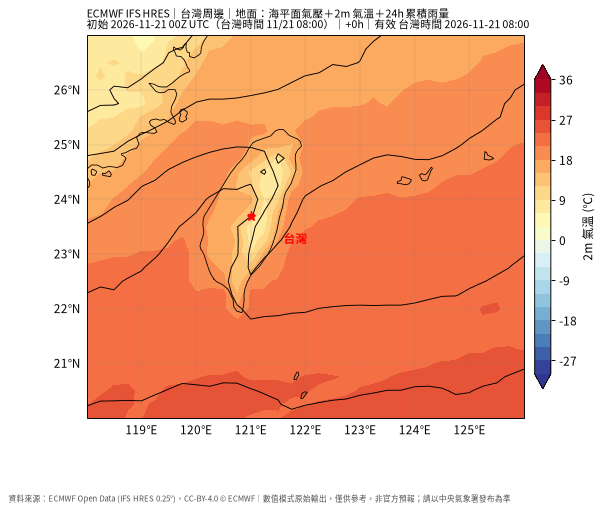 ECMWF IFS HRES｜台灣周邊｜地面：海平面氣壓＋2m 氣溫＋24h 累積雨量
初始 2026-11-21 00Z UTC（台灣時間 11/21 08:00）｜+0h｜有效 台灣時間 2026-11-21 08:00
26°N
25°N
24°N
23°N
22°N
21°N
119°E
120°E
121°E
122°E
123°E
124°E
125°E
台灣
36
27
18
9
0
-9
-18
-27
2m 氣溫 (°C)
資料來源：ECMWF Open Data (IFS HRES 0.25°)，CC-BY-4.0 © ECMWF｜數值模式原始輸出，僅供參考，非官方預報；請以中央氣象署發布為準